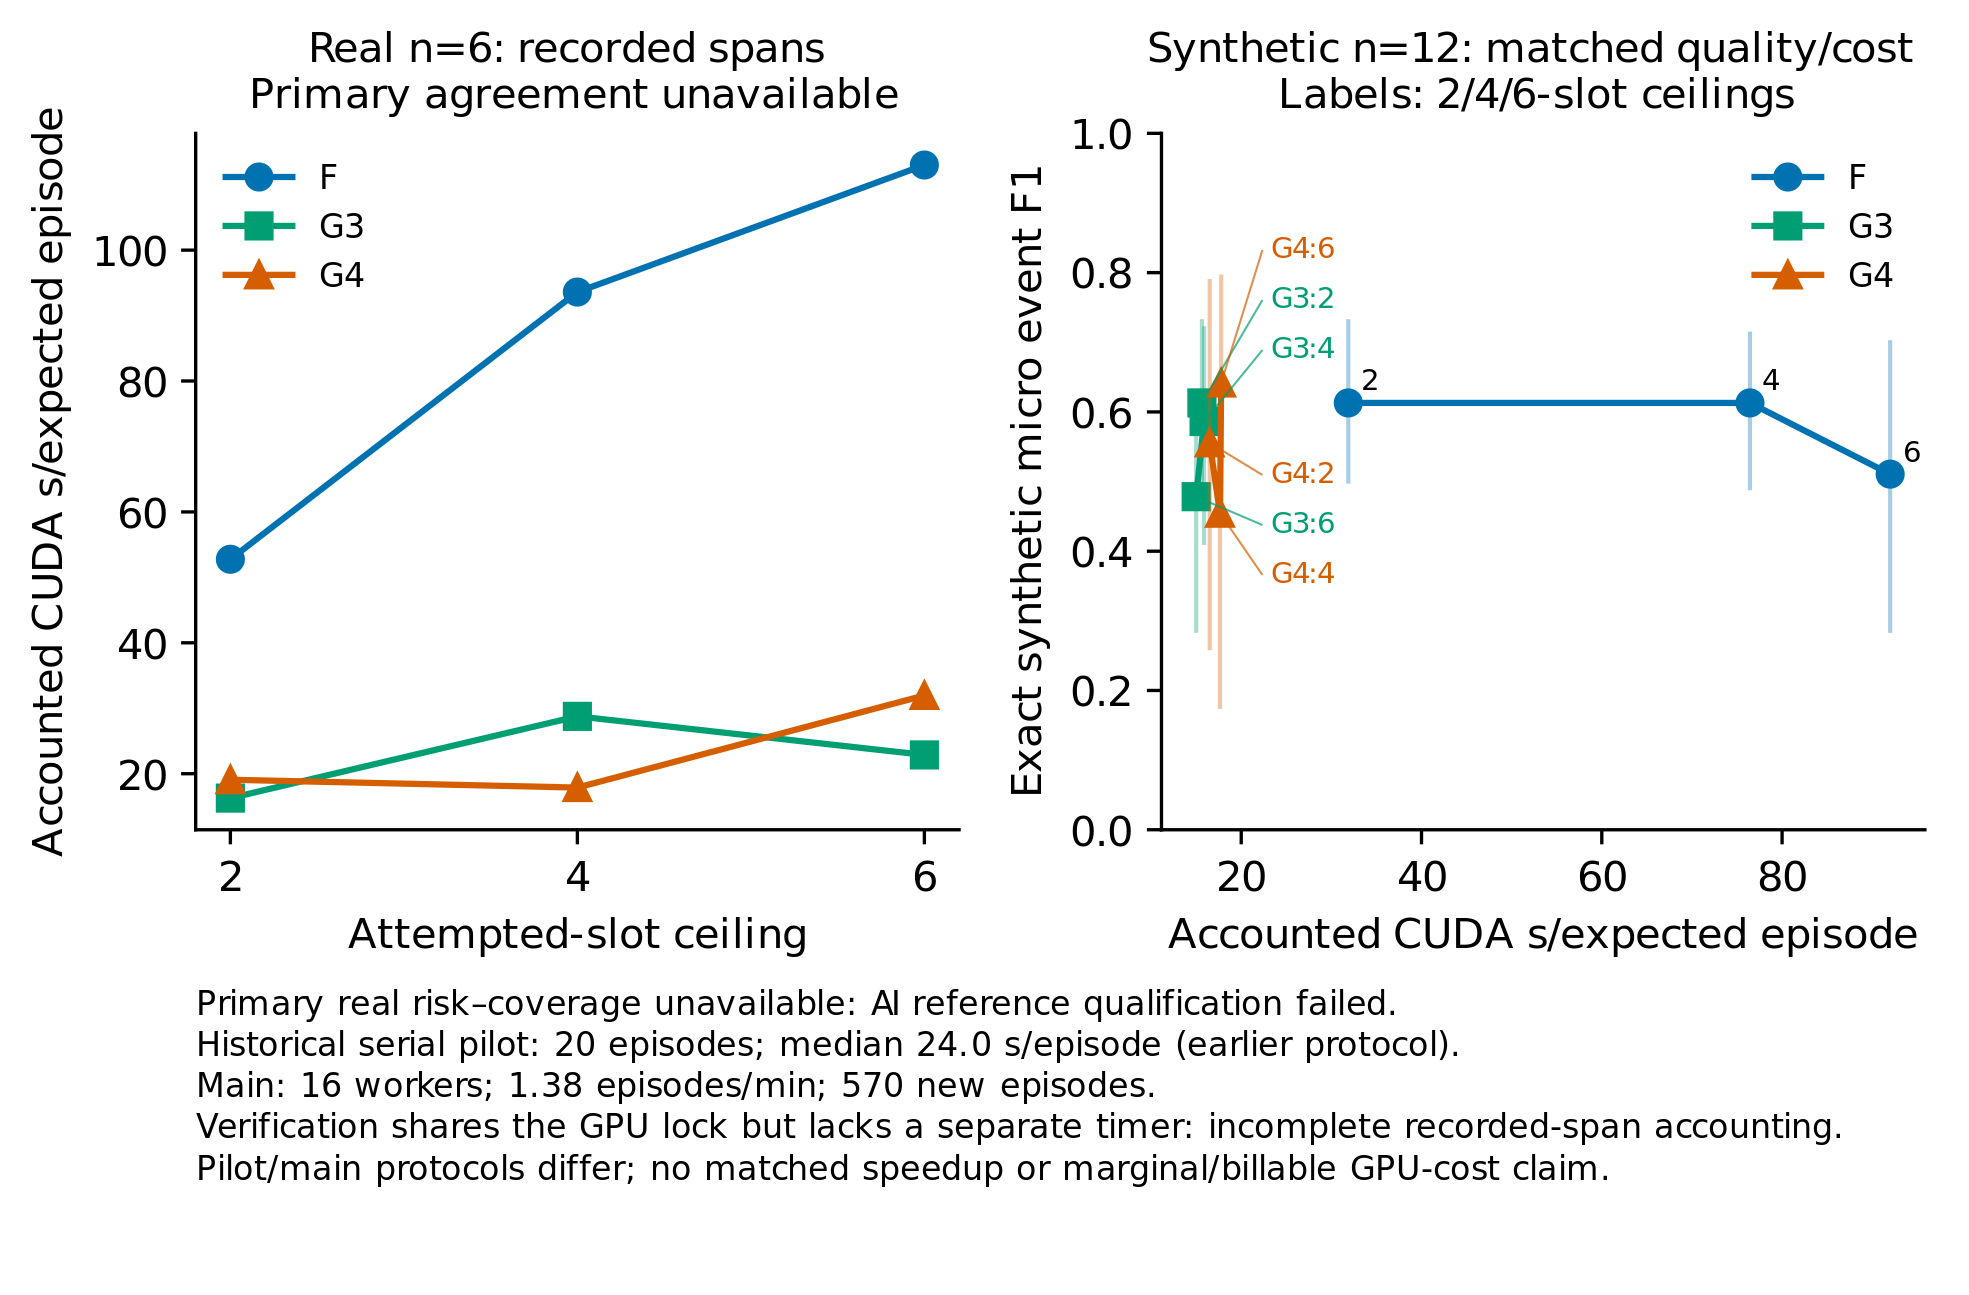 Real n=6: recorded spans
Primary agreement unavailable
Accounted CUDA s/expected episode
100
80
60
40
20
F
G3
G4
2
4
6
Attempted-slot ceiling
Synthetic n=12: matched quality/cost
Labels: 2/4/6-slot ceilings
Exact synthetic micro event F1
1.0
0.8
0.6
0.4
0.2
0.0
F
G3
G4
G4:6
G3:2
G3:4
G4:2
G3:6
G4:4
2
4
6
20
40
60
80
Accounted CUDA s/expected episode
Primary real risk–coverage unavailable: AI reference qualification failed.
Historical serial pilot: 20 episodes; median 24.0 s/episode (earlier protocol).
Main: 16 workers; 1.38 episodes/min; 570 new episodes.
Verification shares the GPU lock but lacks a separate timer: incomplete recorded-span accounting.
Pilot/main protocols differ; no matched speedup or marginal/billable GPU-cost claim.